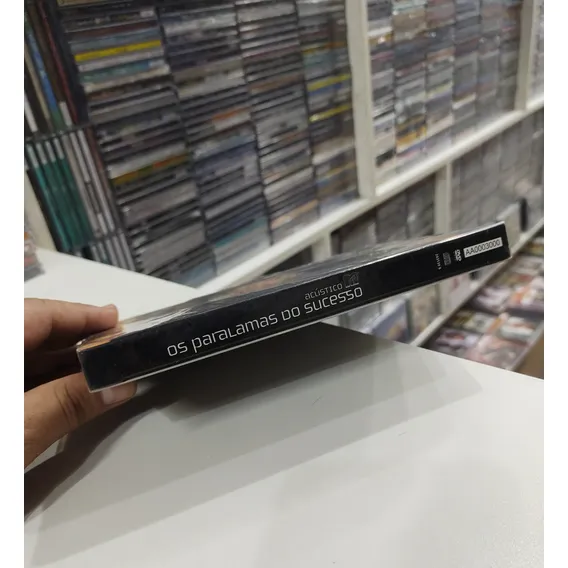 acústico
os paralamas do sucesso
AA0003000